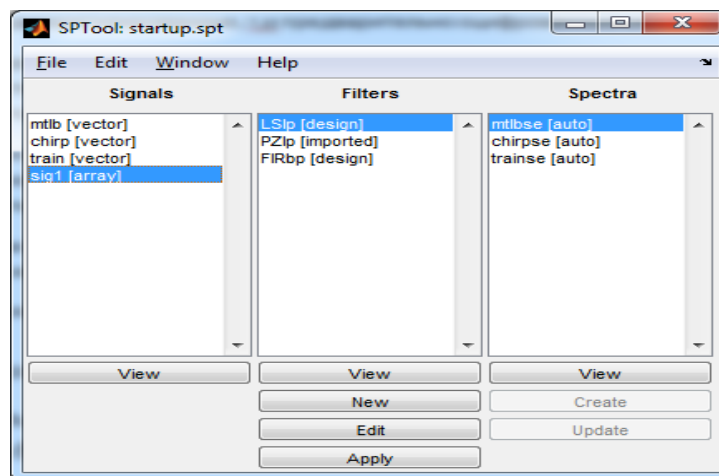 SPTool: startup.spt
File Edit Window Help
Signals
mtlb [vector]
chirp [vector]
train [vector]
sig1 [array]
View
Filters
LSlp [design]
PZlp [imported]
FIRbp [design]
View
New
Edit
Apply
Spectra
mtlbse [auto]
chirpse [auto]
trainse [auto]
View
Create
Update